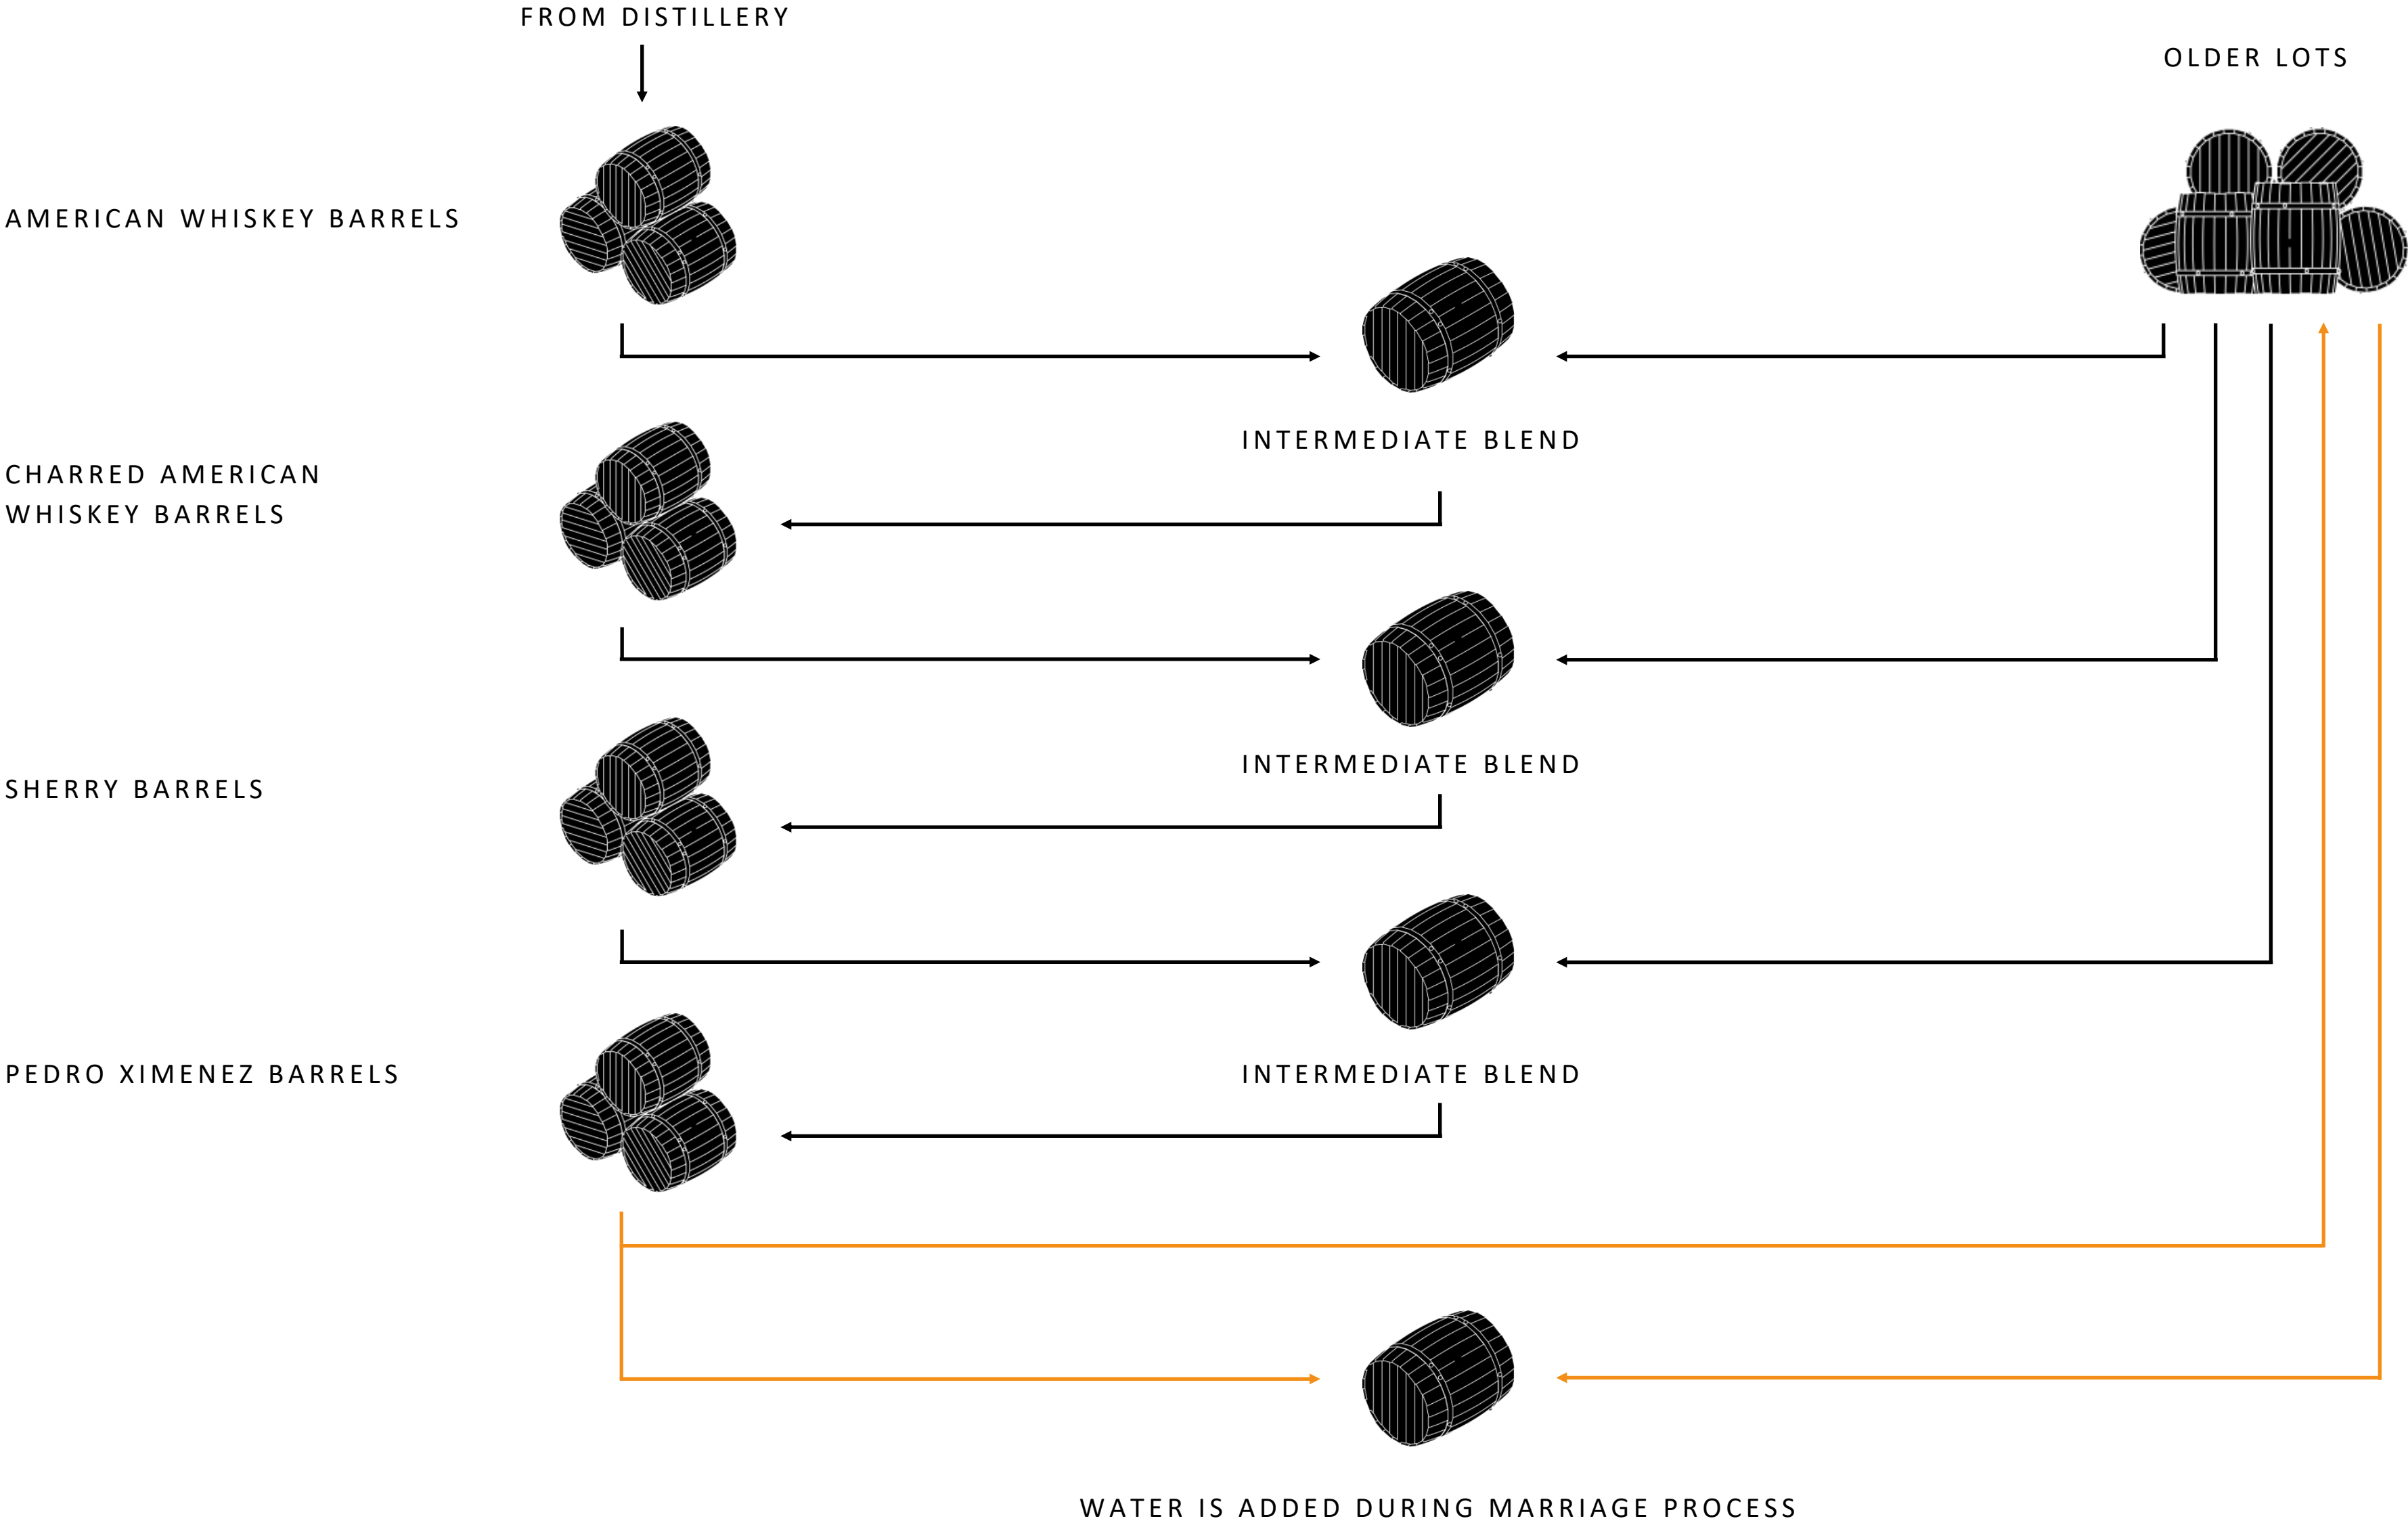 FROM DISTILLERY
OLDER LOTS
AMERICAN WHISKEY BARRELS
INTERMEDIATE BLEND
CHARRED AMERICAN
WHISKEY BARRELS
INTERMEDIATE BLEND
SHERRY BARRELS
PEDRO XIMENEZ BARRELS
INTERMEDIATE BLEND
WATER IS ADDED DURING MARRIAGE PROCESS